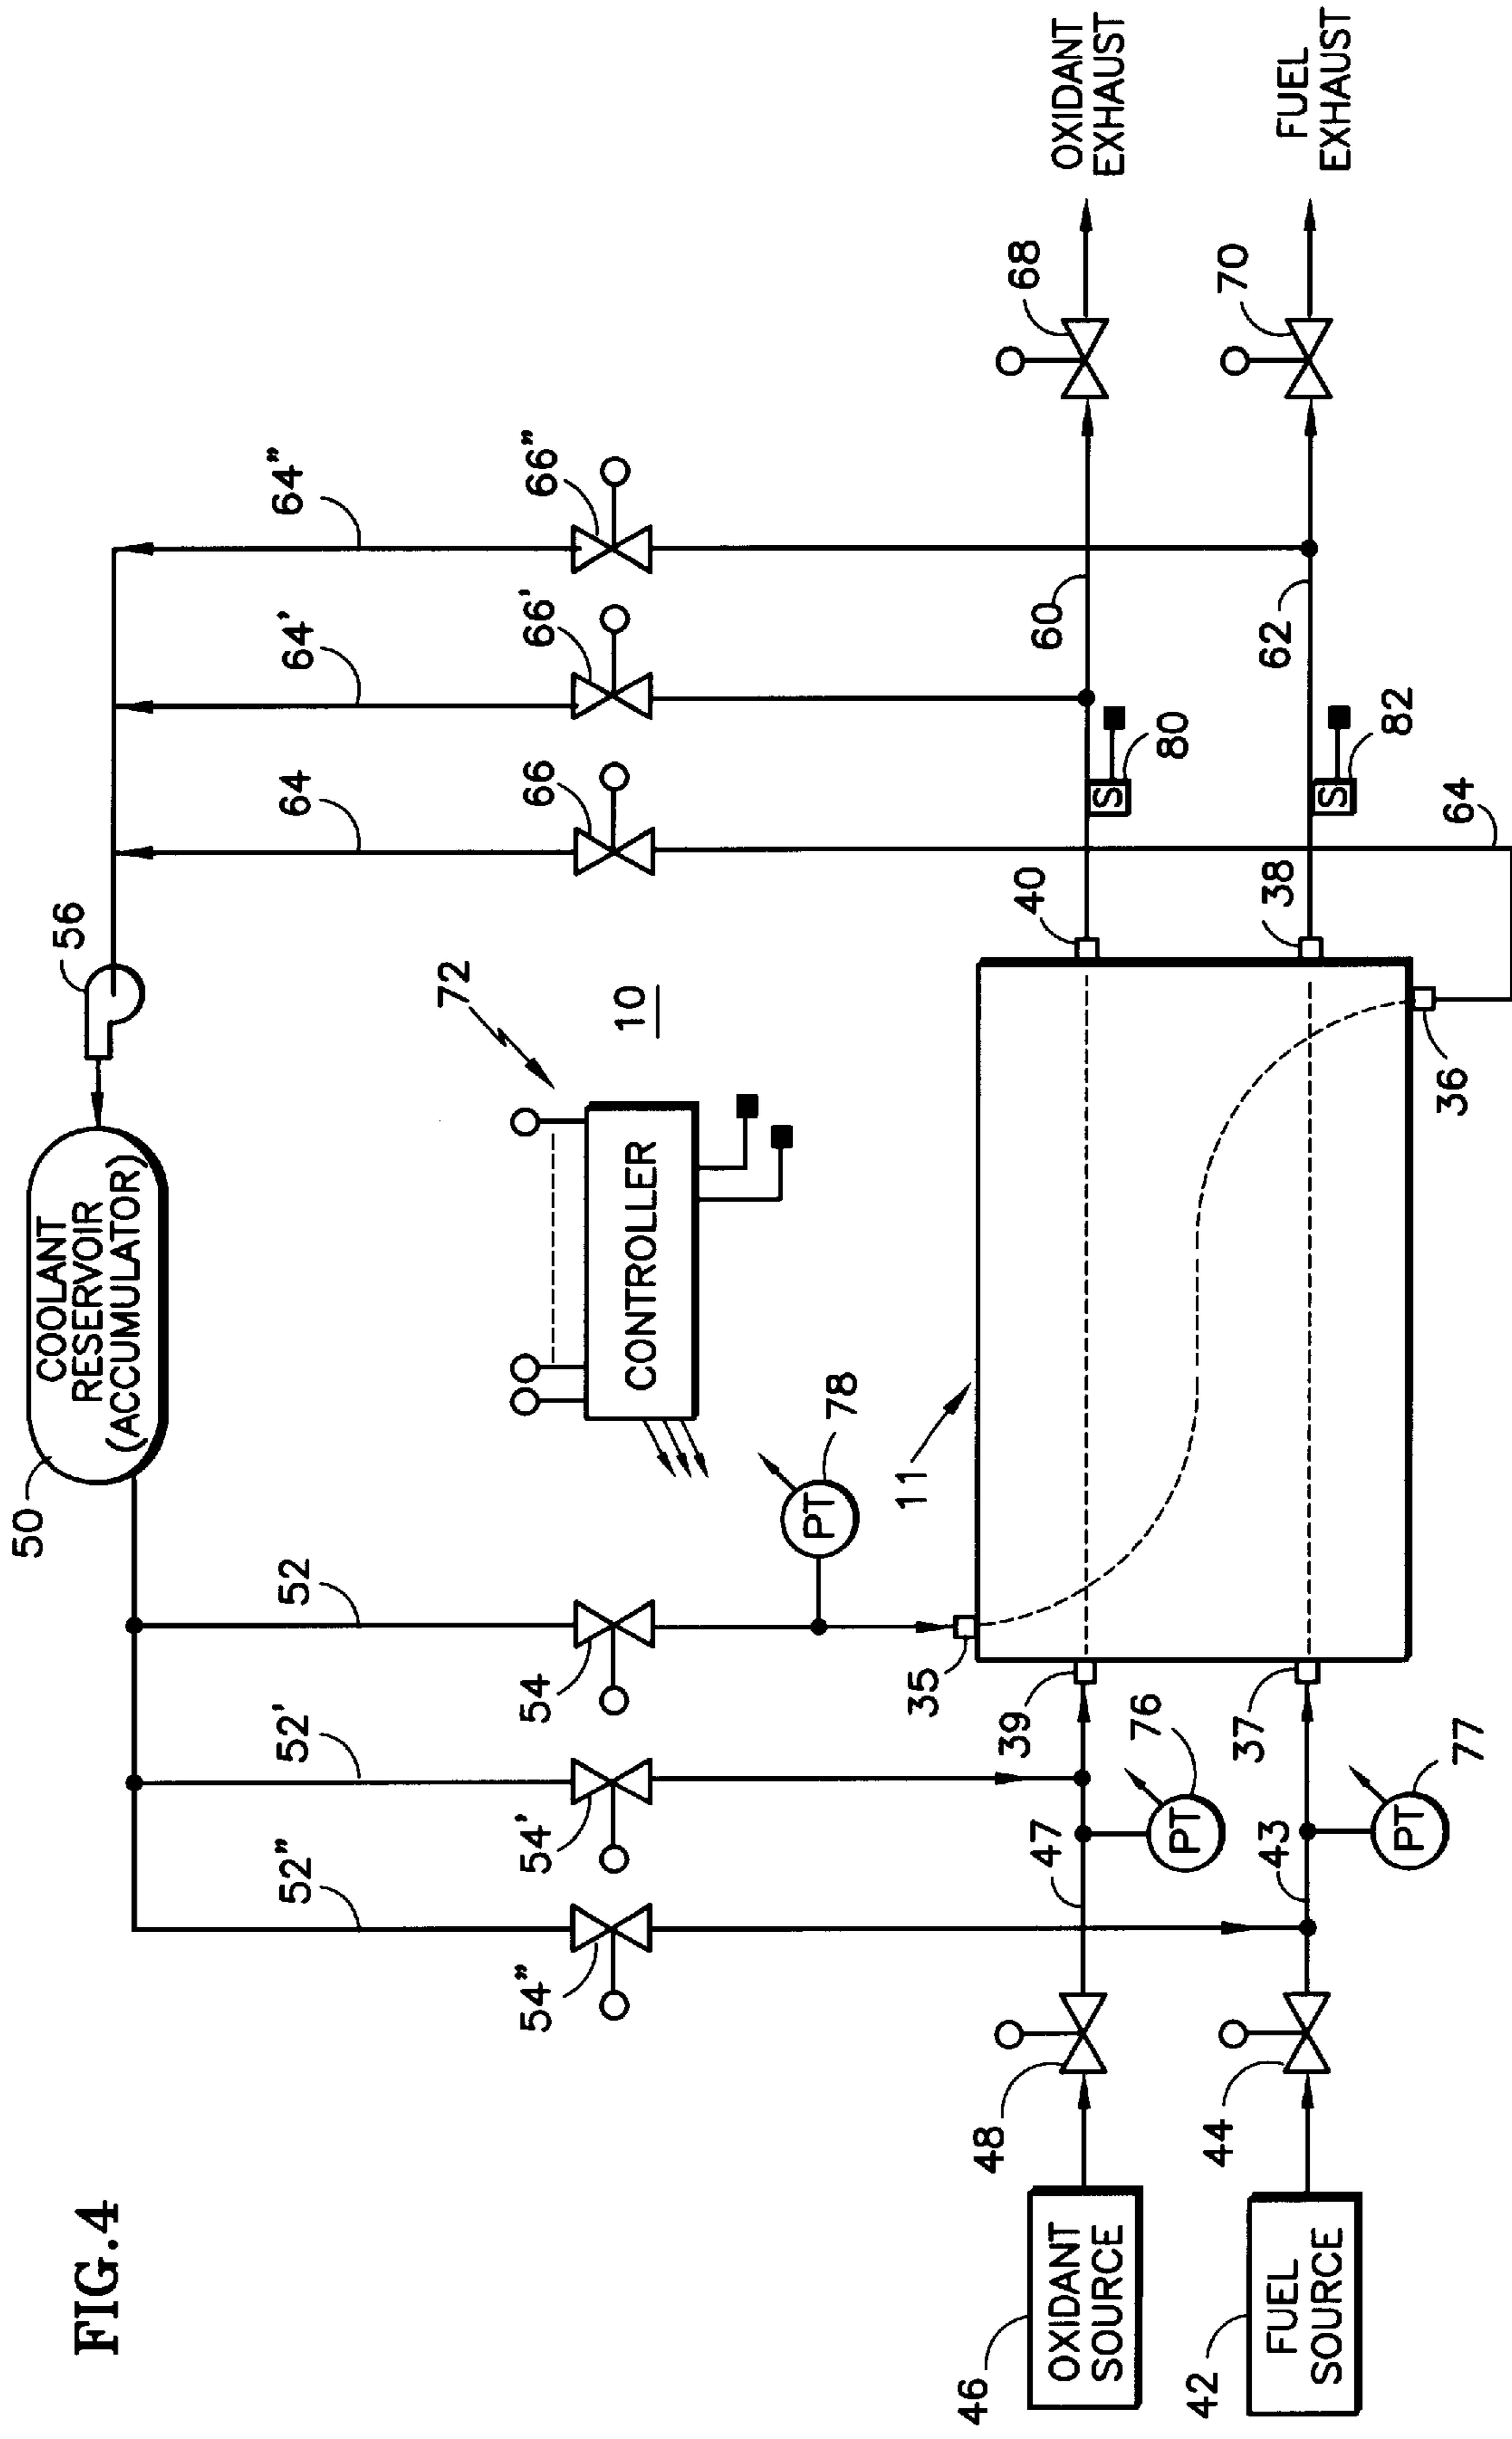 FIG.4
50
COOLANT
RESERVOIR
(ACCUMULATOR)
56
52"
52'
52
64
64'
64"
54"
54'
54
72
10
CONTROLLER
66
66'
66"
PT
78
11
35
39
40
60
68
OXIDANT
EXHAUST
46
OXIDANT
SOURCE
48
47
PT
76
S
80
42
FUEL
SOURCE
44
43
37
PT
77
38
62
70
FUEL
EXHAUST
S
82
36
64